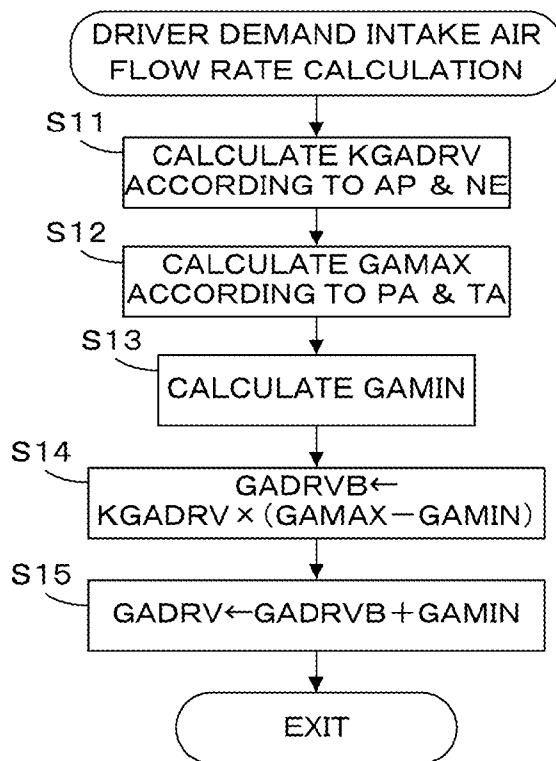 DRIVER DEMAND INTAKE AIR
FLOW RATE CALCULATION
S11
CALCULATE KGADRV
ACCORDING TO AP & NE
S12
CALCULATE GAMAX
ACCORDING TO PA & TA
S13
CALCULATE GAMIN
S14
GADRVB←
KGADRV×(GAMAX−GAMIN)
S15
GADRV←GADRVB+GAMIN
EXIT